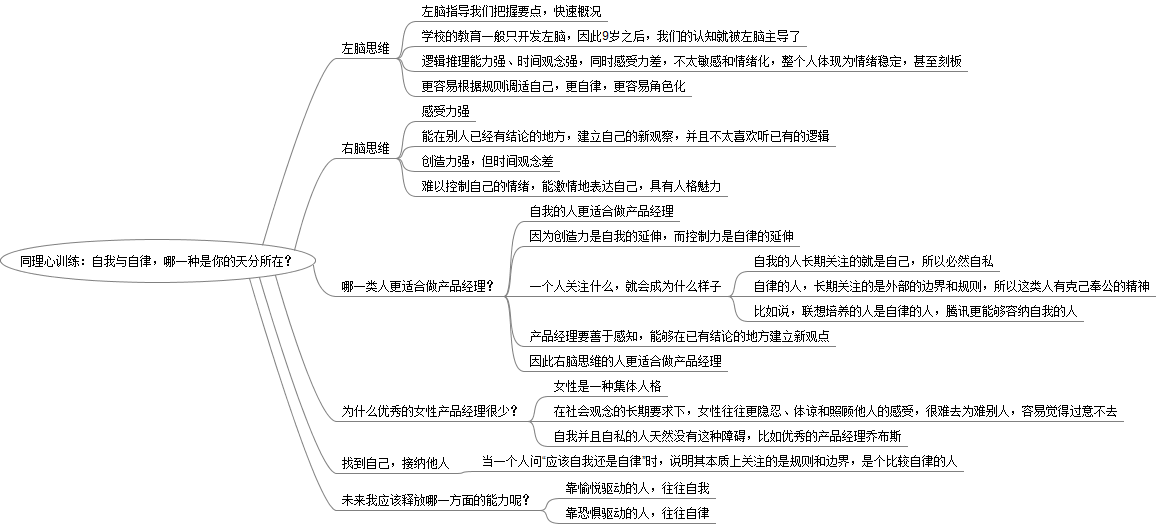 左脑指导我们把握要点，快速概况
学校的教育一般只开发左脑，因此9岁之后，我们的认知就被左脑主导了
左脑思维
逻辑推理能力强、时间观念强，同时感受力差，不太敏感和情绪化，整个人体现为情绪稳定，甚至刻板
更容易根据规则调适自己，更自律，更容易角色化
感受力强
能在别人已经有结论的地方，建立自己的新观察，并且不太喜欢听已有的逻辑
右脑思维
创造力强，但时间观念差
难以控制自己的情绪，能激情地表达自己，具有人格魅力
同理心训练：自我与自律，哪一种是你的天分所在？
自我的人更适合做产品经理
因为创造力是自我的延伸，而控制力是自律的延伸
哪一类人更适合做产品经理？
一个人关注什么，就会成为什么样子
自我的人长期关注的就是自己，所以必然自私
自律的人，长期关注的是外部的边界和规则，所以这类人有克己奉公的精神
比如说，联想培养的人是自律的人，腾讯更能够容纳自我的人
产品经理要善于感知，能够在已有结论的地方建立新观点
因此右脑思维的人更适合做产品经理
为什么优秀的女性产品经理很少？
女性是一种集体人格
在社会观念的长期要求下，女性往往更隐忍、体谅和照顾他人的感受，很难去为难别人，容易觉得过意不去
自我并且自私的人天然没有这种障碍，比如优秀的产品经理乔布斯
找到自己，接纳他人
当一个人问“应该自我还是自律”时，说明其本质上关注的是规则和边界，是个比较自律的人
未来我应该释放哪一方面的能力呢？
靠愉悦驱动的人，往往自我
靠恐惧驱动的人，往往自律